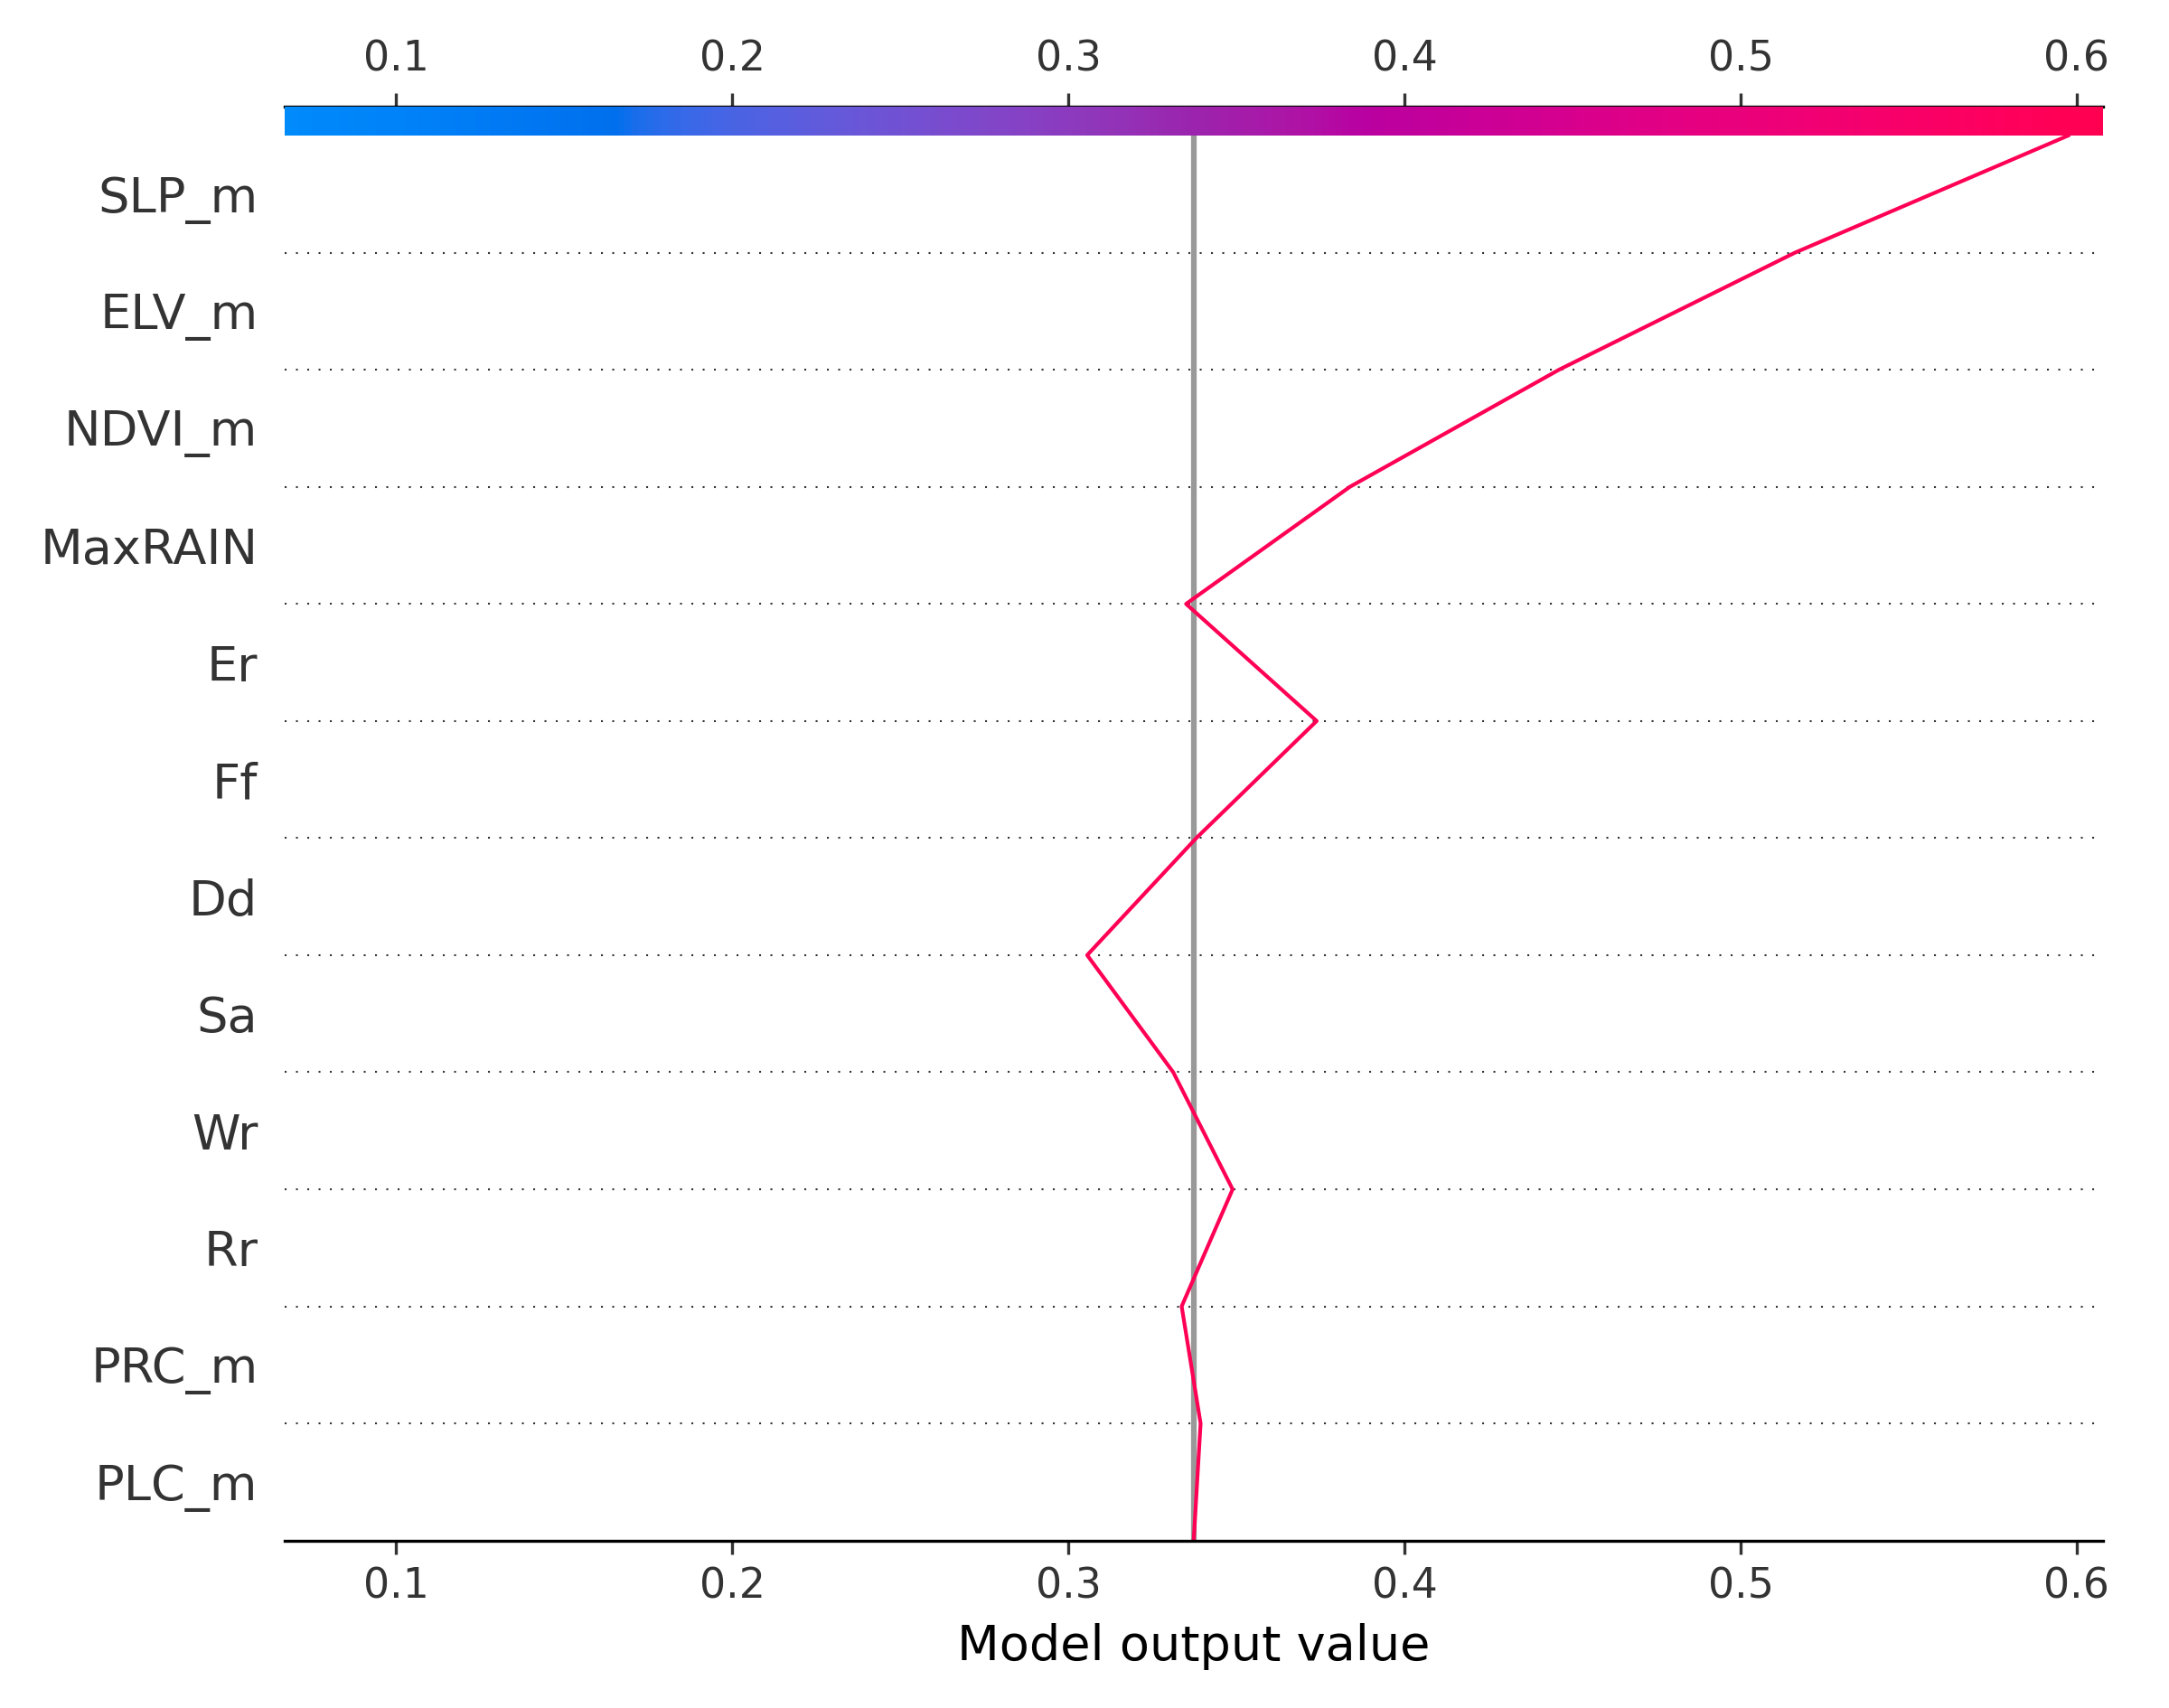 0.1 0.2 0.3 0.4 0.5 0.6
SLP_m
ELV_m
NDVI_m
MaxRAIN
Er
Ff
Dd
Sa
Wr
Rr
PRC_m
PLC_m
0.1 0.2 0.3 0.4 0.5 0.6
Model output value